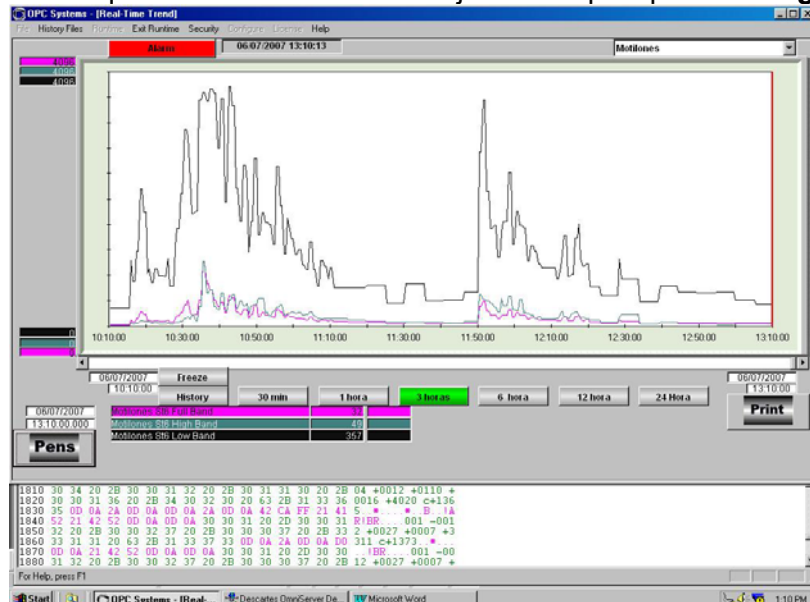 OPC Systems - [Real-Time Trend]
File History Files Runtime Exit Runtime Security Configure License Help
Alarm 06/07/2007 13:10:13 Motilones
4096
4096
4096
0
0
0
10:10:00 10:30:00 10:50:00 11:10:00 11:30:00 11:50:00 12:10:00 12:30:00 12:50:00 13:10:00
06/07/2007 Freeze 06/07/2007
10:10:00 History 30 min 1 hora 3 horas 6 hora 12 hora 24 Hora 13:10:00
06/07/2007 Motilones St6 Full Band 32 Print
13:10:00.000 Motilones St6 High Band 49
Pens Motilones St6 Low Band 357
1810 30 34 20 2B 30 30 31 32 20 2B 30 31 31 30 20 2B 04 +0012 +0110 +
1820 30 30 31 36 20 2B 34 30 32 30 20 63 2B 31 33 36 0016 +4020 c+136
1830 35 0D 0A 2A 0D 0A 0D 0A 2A 0D 0A 42 CA FF 21 41 5..*....*..B..!A
1840 52 21 42 52 0D 0A 0D 0A 30 30 31 20 2D 30 30 31 R!BR....001 -001
1850 32 20 2B 30 30 32 37 20 2B 30 30 30 37 20 2B 33 2 +0027 +0007 +3
1860 33 31 31 20 63 2B 31 33 37 33 0D 0A 2A 0D 0A D0 311 c+1373..*...
1870 0D 0A 21 42 52 0D 0A 0D 0A 30 30 31 20 2D 30 30 ..!BR....001 -00
1880 31 32 20 2B 30 30 32 37 20 2B 30 30 30 37 20 2B 12 +0027 +0007 +
For Help, press F1
Start OPC Systems - [Real-... Descartes OmniServer De... Microsoft Word 1:10 PM